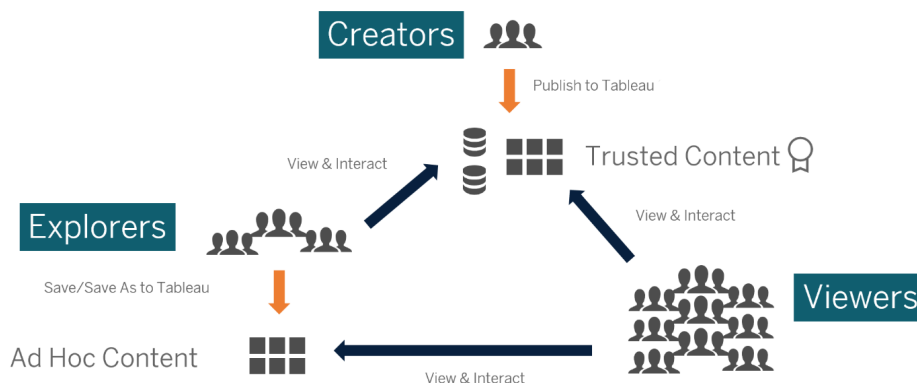 Creators
Publish to Tableau
Trusted Content
View & Interact
View & Interact
Explorers
Save/Save As to Tableau
Viewers
Ad Hoc Content
View & Interact